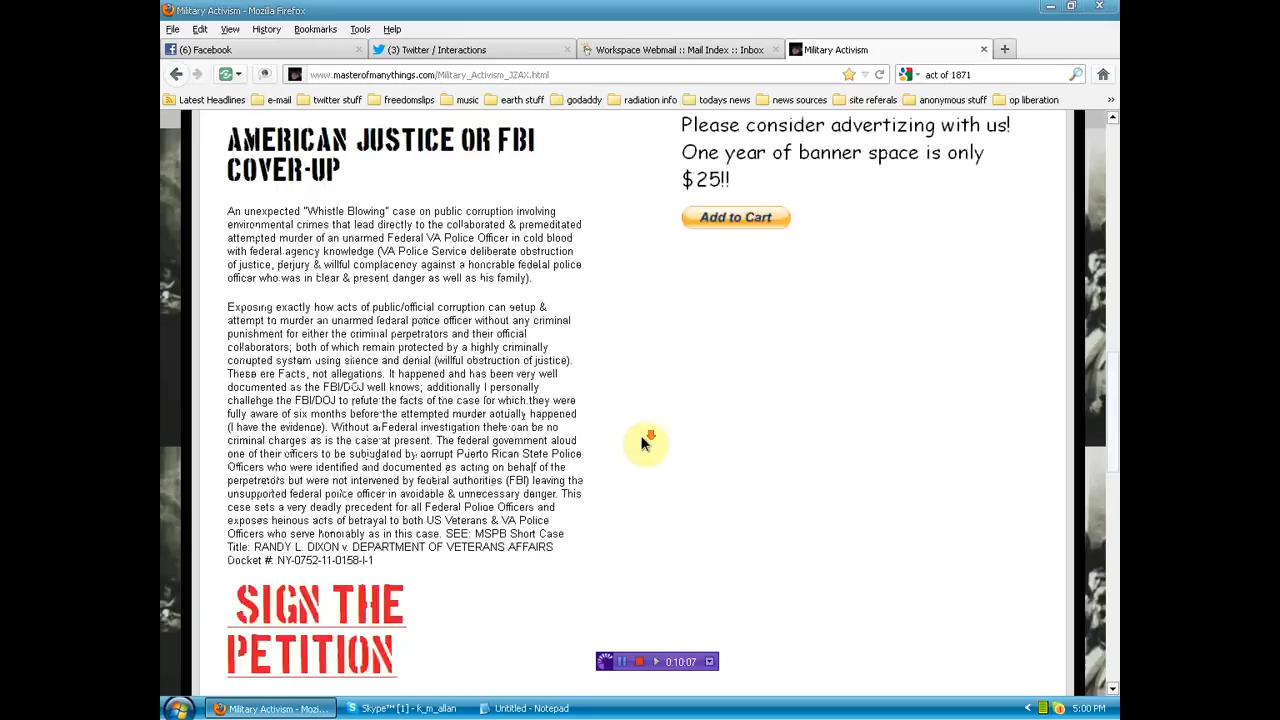 Military Activism - Mozilla Firefox
File Edit View History Bookmarks Tools Help
(6) Facebook
(3) Twitter / Interactions
Workspace Webmail :: Mail Index :: Inbox
Military Activism
www.masterofmanythings.com/Military_Activism_JZAX.html
act of 1871
Latest Headlines e-mail twitter stuff freedomslips music earth stuff godaddy radiation info todays news news sources site referals anonymous stuff op liberation
AMERICAN JUSTICE OR FBI
COVER-UP
An unexpected "Whistle Blowing" case on public corruption involving
environmental crimes that lead directly to the collaborated & premeditated
attempted murder of an unarmed Federal VA Police Officer in cold blood
with federal agency knowledge (VA Police Service deliberate obstruction
of justice, perjury & willful complacency against a honorable federal police
officer who was in clear & present danger as well as his family).
Exposing exactly how acts of public/official corruption can setup &
attempt to murder an unarmed federal police officer without any criminal
punishment for either the criminal perpetrators and their official
collaborators; both of which remain protected by a highly criminally
corrupted system using silence and denial (willful obstruction of justice).
These are Facts, not allegations. It happened and has been very well
documented as the FBI/DOJ well knows; additionally I personally
challenge the FBI/DOJ to refute the facts of the case for which they were
fully aware of six months before the attempted murder actually happened
(I have the evidence). Without a Federal investigation there can be no
criminal charges as is the case at present. The federal government aloud
one of their officers to be subjugated by corrupt Puerto Rican State Police
Officers who were identified and documented as acting on behalf of the
perpetrators but were not intervened by federal authorities (FBI) leaving the
unsupported federal police officer in avoidable & unnecessary danger. This
case sets a very deadly precedent for all Federal Police Officers and
exposes heinous acts of betrayal to both US Veterans & VA Police
Officers who serve honorably as in this case. SEE: MSPB Short Case
Title: RANDY L. DIXON v. DEPARTMENT OF VETERANS AFFAIRS
Docket #: NY-0752-11-0158-I-1
SIGN THE
PETITION
Please consider advertizing with us!
One year of banner space is only
$25!!
Add to Cart
0:10:07
Military Activism - Mozi...
Skype™ [1] - k_m_allan
Untitled - Notepad
5:00 PM